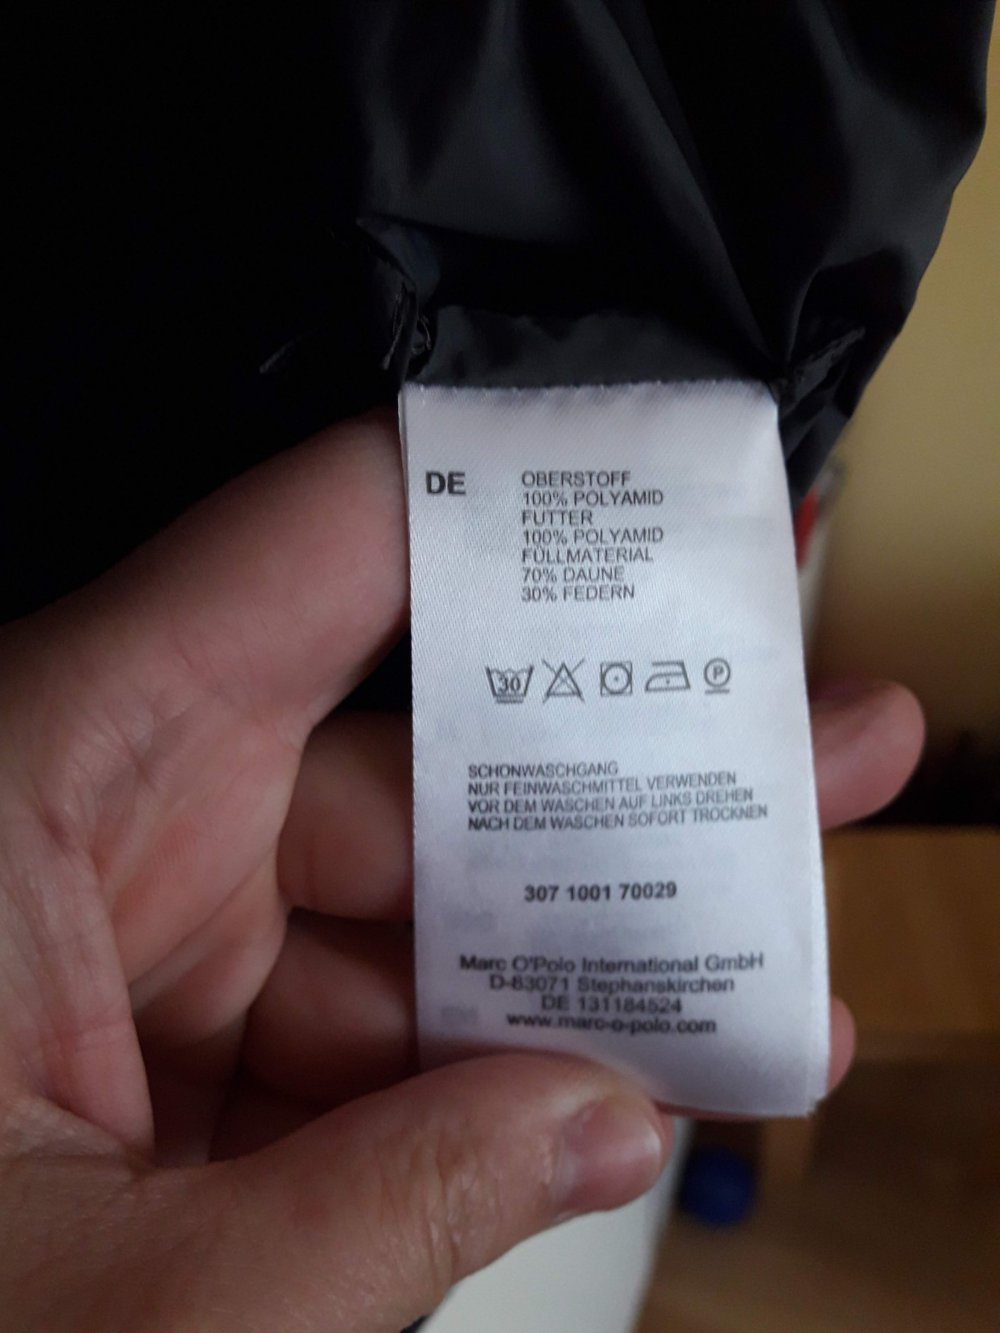 DE
OBERSTOFF
100% POLYAMID
FUTTER
100% POLYAMID
FÜLLMATERIAL
70% DAUNE
30% FEDERN
30 P
SCHONWASCHGANG
NUR FEINWASCHMITTEL VERWENDEN
VOR DEM WASCHEN AUF LINKS DREHEN
NACH DEM WASCHEN SOFORT TROCKNEN
307 1001 70029
Marc O'Polo International GmbH
D-83071 Stephanskirchen
DE 131184524
www.marc-o-polo.com